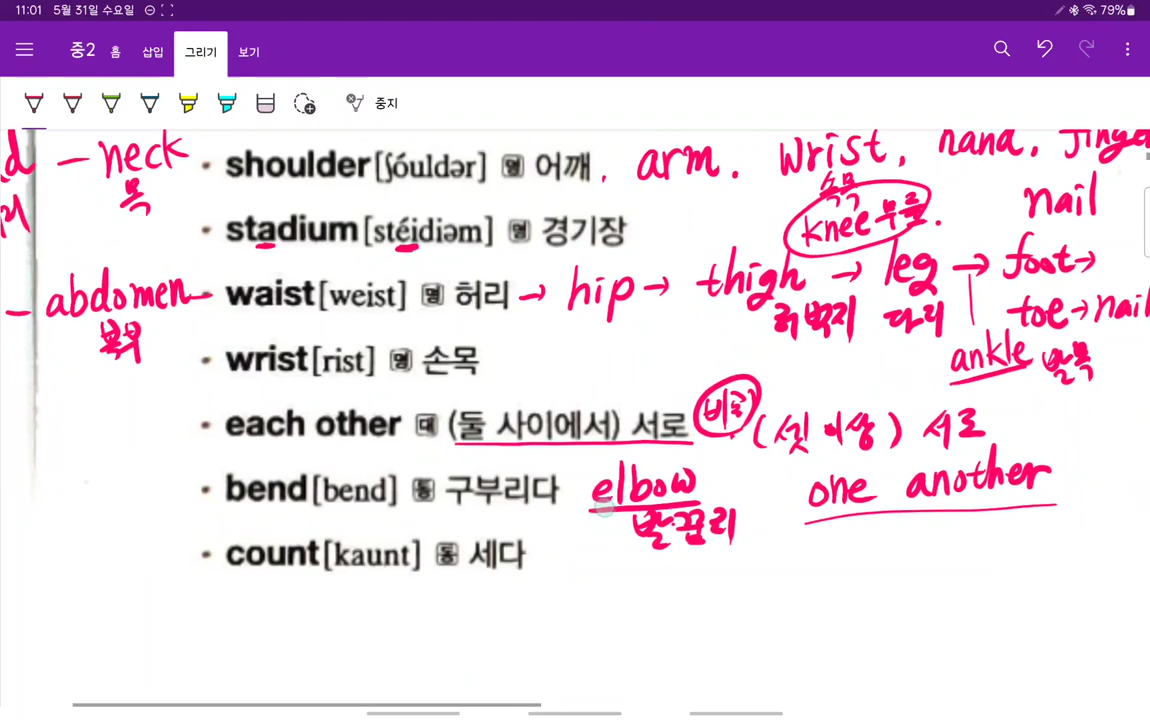 11:01 5월 31일 수요일 79%
중2 홈 삽입 그리기 보기
중지
d - neck · shoulder[ʃóuldər] 명 어깨, arm. wrist, hand, finger
목 손목
· stadium[stéidiəm] 명 경기장 knee 무릎. nail
- abdomen - · waist[weist] 명 허리 → hip → thigh → leg → foot →
복부 허벅지 다리 toe → nail
· wrist[rist] 명 손목 ankle 발목
· each other 대 (둘 사이에서) 서로 비교 (셋 이상) 서로
· bend[bend] 동 구부리다 elbow one another
팔꿈치
· count[kaunt] 동 세다